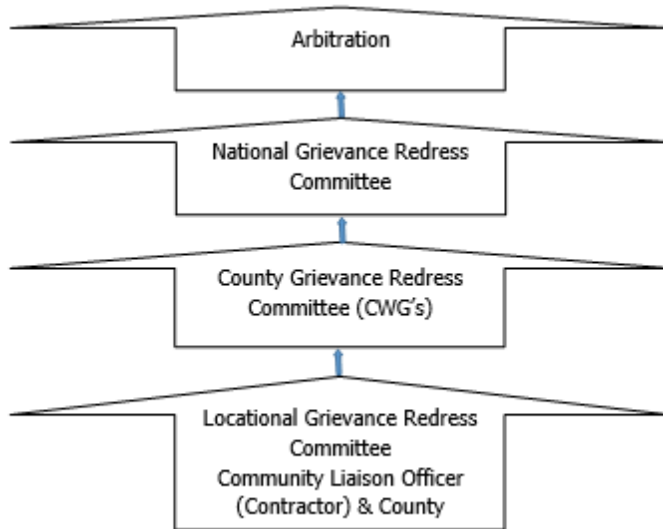 Arbitration
National Grievance Redress
Committee
County Grievance Redress
Committee (CWG's)
Locational Grievance Redress
Committee
Community Liaison Officer
(Contractor) & County